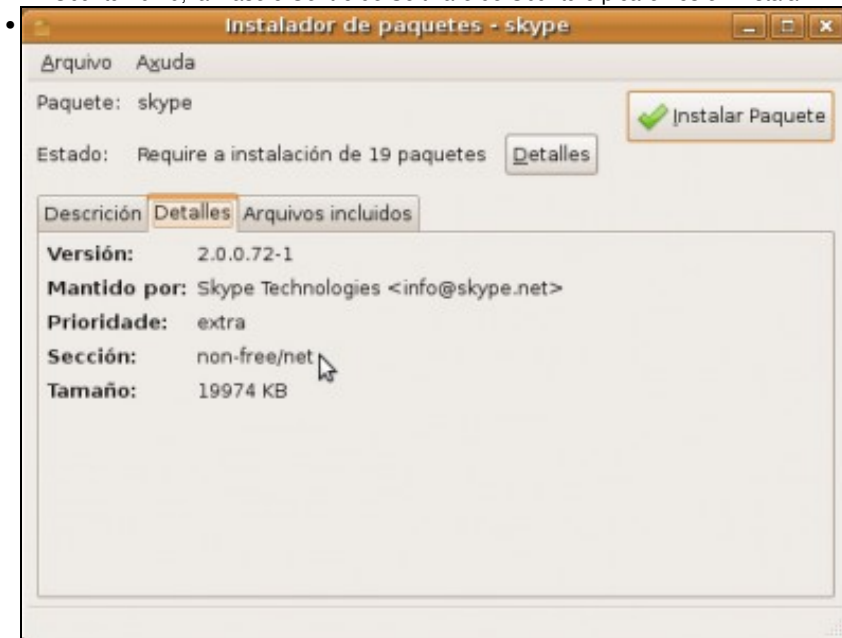 Instalador de paquetes - skype
Arquivo Axuda
Paquete: skype
Instalar Paquete
Estado: Require a instalación de 19 paquetes Detalles
Descrición Detalles Arquivos incluidos
Versión: 2.0.0.72-1
Mantido por: Skype Technologies <info@skype.net>
Prioridade: extra
Sección: non-free/net
Tamaño: 19974 KB